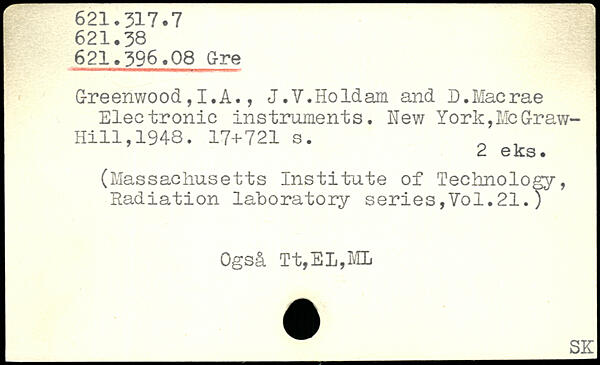 621.317.7
621.38
621.396.08 Gre
Greenwood,I.A., J.V.Holdam and D.Macrae
Electronic instruments. New York,McGraw-
Hill,1948. 17+721 s.
2 eks.
(Massachusetts Institute of Technology,
Radiation laboratory series,Vol.21.)
Også Tt,EL,ML
SK